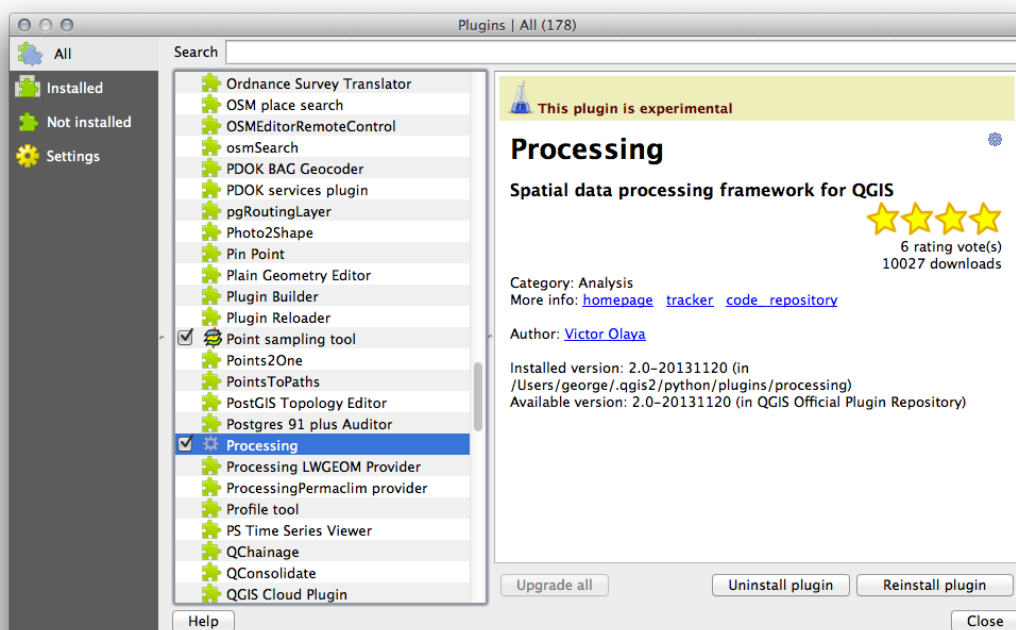 Plugins | All (178)
All
Installed
Not installed
Settings
Search
Ordnance Survey Translator
OSM place search
OSMEditorRemoteControl
osmSearch
PDOK BAG Geocoder
PDOK services plugin
pgRoutingLayer
Photo2Shape
Pin Point
Plain Geometry Editor
Plugin Builder
Plugin Reloader
Point sampling tool
Points2One
PointsToPaths
PostGIS Topology Editor
Postgres 91 plus Auditor
Processing
Processing LWGEOM Provider
ProcessingPermaclim provider
Profile tool
PS Time Series Viewer
QChainage
QConsolidate
QGIS Cloud Plugin
This plugin is experimental
Processing
Spatial data processing framework for QGIS
6 rating vote(s)
10027 downloads
Category: Analysis
More info: homepage tracker code_repository
Author: Victor Olaya
Installed version: 2.0-20131120 (in
/Users/george/.qgis2/python/plugins/processing)
Available version: 2.0-20131120 (in QGIS Official Plugin Repository)
Upgrade all
Uninstall plugin
Reinstall plugin
Help
Close